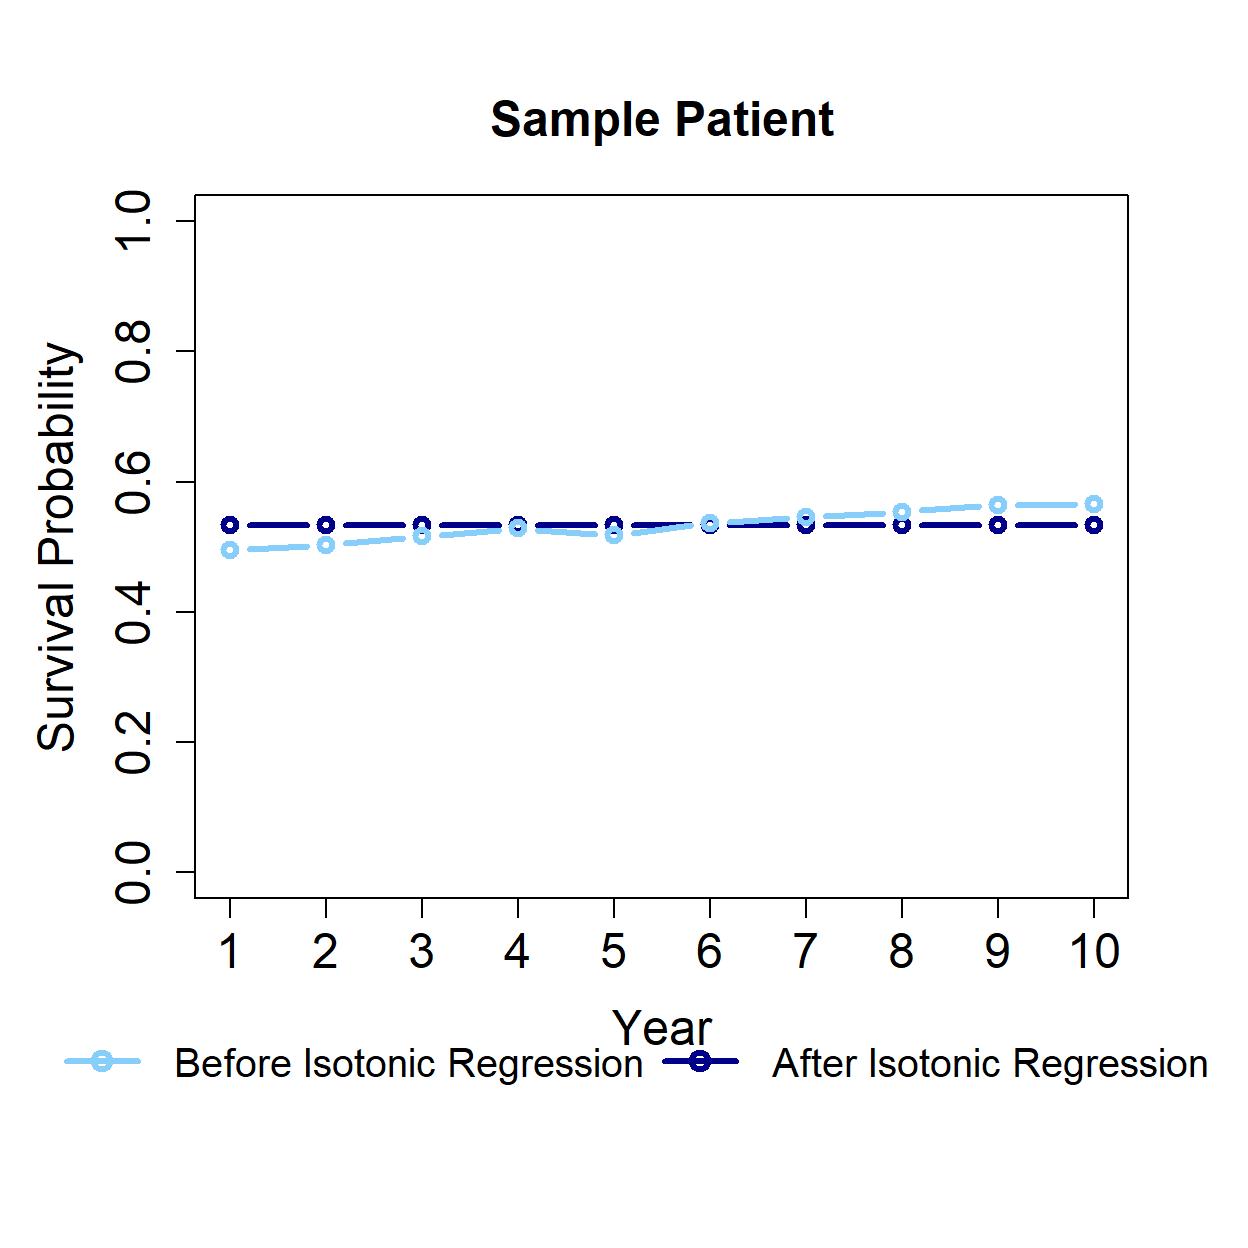 Sample Patient
Survival Probability
1.0
0.8
0.6
0.4
0.2
0.0
1 2 3 4 5 6 7 8 9 10
Year
Before Isotonic Regression After Isotonic Regression